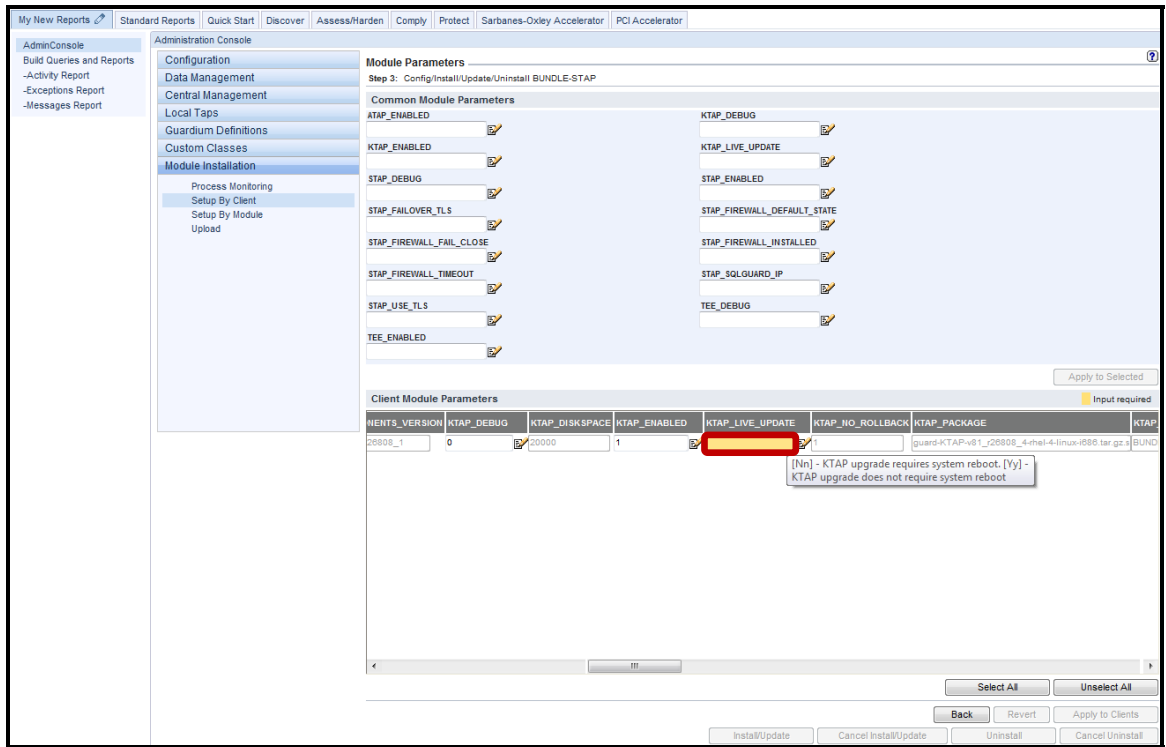 My New Reports
Standard Reports
Quick Start
Discover
Assess/Harden
Comply
Protect
Sarbanes-Oxley Accelerator
PCI Accelerator
AdminConsole
Build Queries and Reports
-Activity Report
-Exceptions Report
-Messages Report
Administration Console
Configuration
Data Management
Central Management
Local Taps
Guardium Definitions
Custom Classes
Module Installation
Process Monitoring
Setup By Client
Setup By Module
Upload
Module Parameters
?
Step 3: Config/Install/Update/Uninstall BUNDLE-STAP
Common Module Parameters
ATAP_ENABLED
KTAP_DEBUG
KTAP_ENABLED
KTAP_LIVE_UPDATE
STAP_DEBUG
STAP_ENABLED
STAP_FAILOVER_TLS
STAP_FIREWALL_DEFAULT_STATE
STAP_FIREWALL_FAIL_CLOSE
STAP_FIREWALL_INSTALLED
STAP_FIREWALL_TIMEOUT
STAP_SQLGUARD_IP
STAP_USE_TLS
TEE_DEBUG
TEE_ENABLED
Apply to Selected
Client Module Parameters
Input required
NENTS_VERSION KTAP_DEBUG KTAP_DISKSPACE KTAP_ENABLED KTAP_LIVE_UPDATE KTAP_NO_ROLLBACK KTAP_PACKAGE KTAP_
26808_1 0 20000 1 1 guard-KTAP-v81_r26808_4-rhel-4-linux-i686.tar.gz.s BUND
[Nn] - KTAP upgrade requires system reboot. [Yy] -
KTAP upgrade does not require system reboot
Select All
Unselect All
Back
Revert
Apply to Clients
Install/Update
Cancel Install/Update
Uninstall
Cancel Uninstall